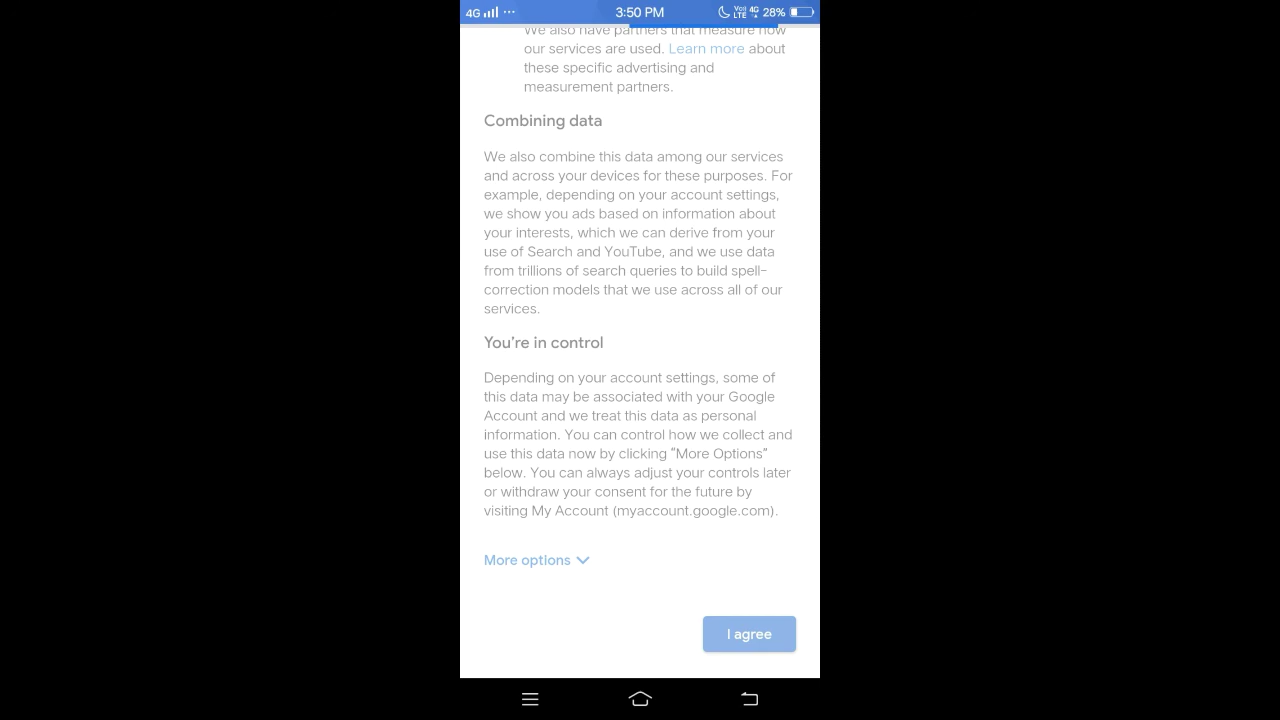 4G ... 3:50 PM Vo) LTE 4G 28%
We also have partners that measure how
our services are used. Learn more about
these specific advertising and
measurement partners.
Combining data
We also combine this data among our services
and across your devices for these purposes. For
example, depending on your account settings,
we show you ads based on information about
your interests, which we can derive from your
use of Search and YouTube, and we use data
from trillions of search queries to build spell-
correction models that we use across all of our
services.
You're in control
Depending on your account settings, some of
this data may be associated with your Google
Account and we treat this data as personal
information. You can control how we collect and
use this data now by clicking “More Options”
below. You can always adjust your controls later
or withdraw your consent for the future by
visiting My Account (myaccount.google.com).
More options
I agree